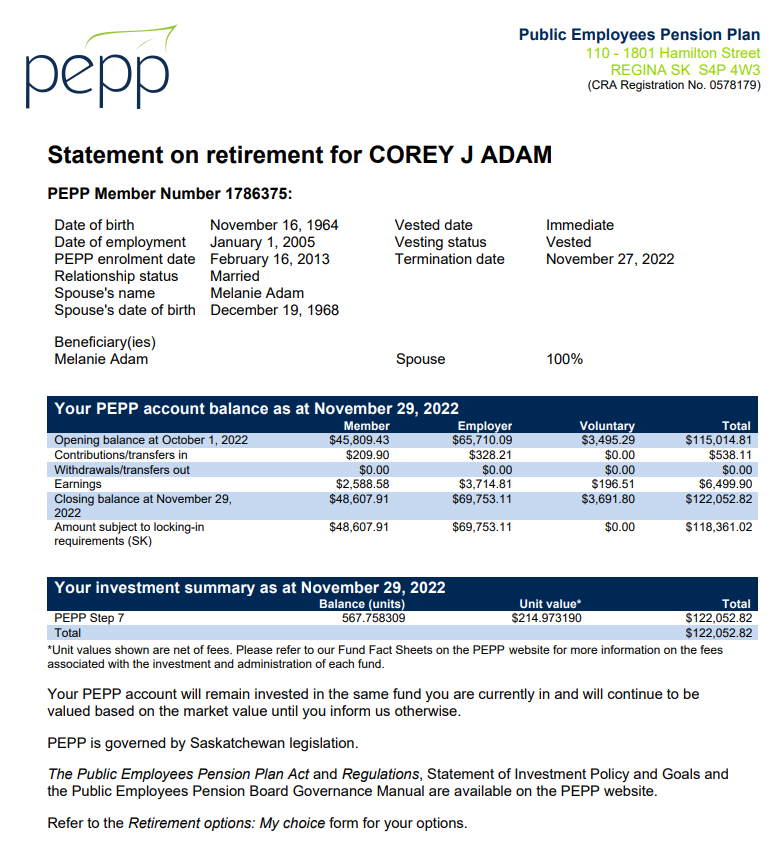 pepp
Public Employees Pension Plan
110 - 1801 Hamilton Street
REGINA SK  S4P 4W3
(CRA Registration No. 0578179)
Statement on retirement for COREY J ADAM
PEPP Member Number 1786375:
Date of birth November 16, 1964 Vested date Immediate
Date of employment January 1, 2005 Vesting status Vested
PEPP enrolment date February 16, 2013 Termination date November 27, 2022
Relationship status Married
Spouse's name Melanie Adam
Spouse's date of birth December 19, 1968
Beneficiary(ies)
Melanie Adam Spouse 100%
Your PEPP account balance as at November 29, 2022
Member Employer Voluntary Total
Opening balance at October 1, 2022 $45,809.43 $65,710.09 $3,495.29 $115,014.81
Contributions/transfers in $209.90 $328.21 $0.00 $538.11
Withdrawals/transfers out $0.00 $0.00 $0.00 $0.00
Earnings $2,588.58 $3,714.81 $196.51 $6,499.90
Closing balance at November 29, $48,607.91 $69,753.11 $3,691.80 $122,052.82
2022
Amount subject to locking-in $48,607.91 $69,753.11 $0.00 $118,361.02
requirements (SK)
Your investment summary as at November 29, 2022
Balance (units) Unit value* Total
PEPP Step 7 567.758309 $214.973190 $122,052.82
Total $122,052.82
*Unit values shown are net of fees. Please refer to our Fund Fact Sheets on the PEPP website for more information on the fees
associated with the investment and administration of each fund.
Your PEPP account will remain invested in the same fund you are currently in and will continue to be
valued based on the market value until you inform us otherwise.
PEPP is governed by Saskatchewan legislation.
The Public Employees Pension Plan Act and Regulations, Statement of Investment Policy and Goals and
the Public Employees Pension Board Governance Manual are available on the PEPP website.
Refer to the Retirement options: My choice form for your options.